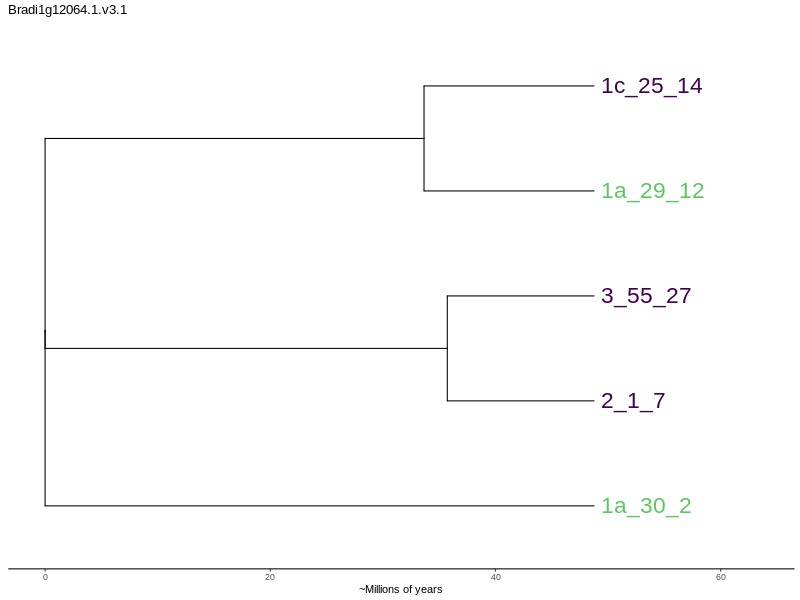 Bradi1g12064.1.v3.1
1c_25_14
1a_29_12
3_55_27
2_1_7
1a_30_2
0 20 40 60
~Millions of years